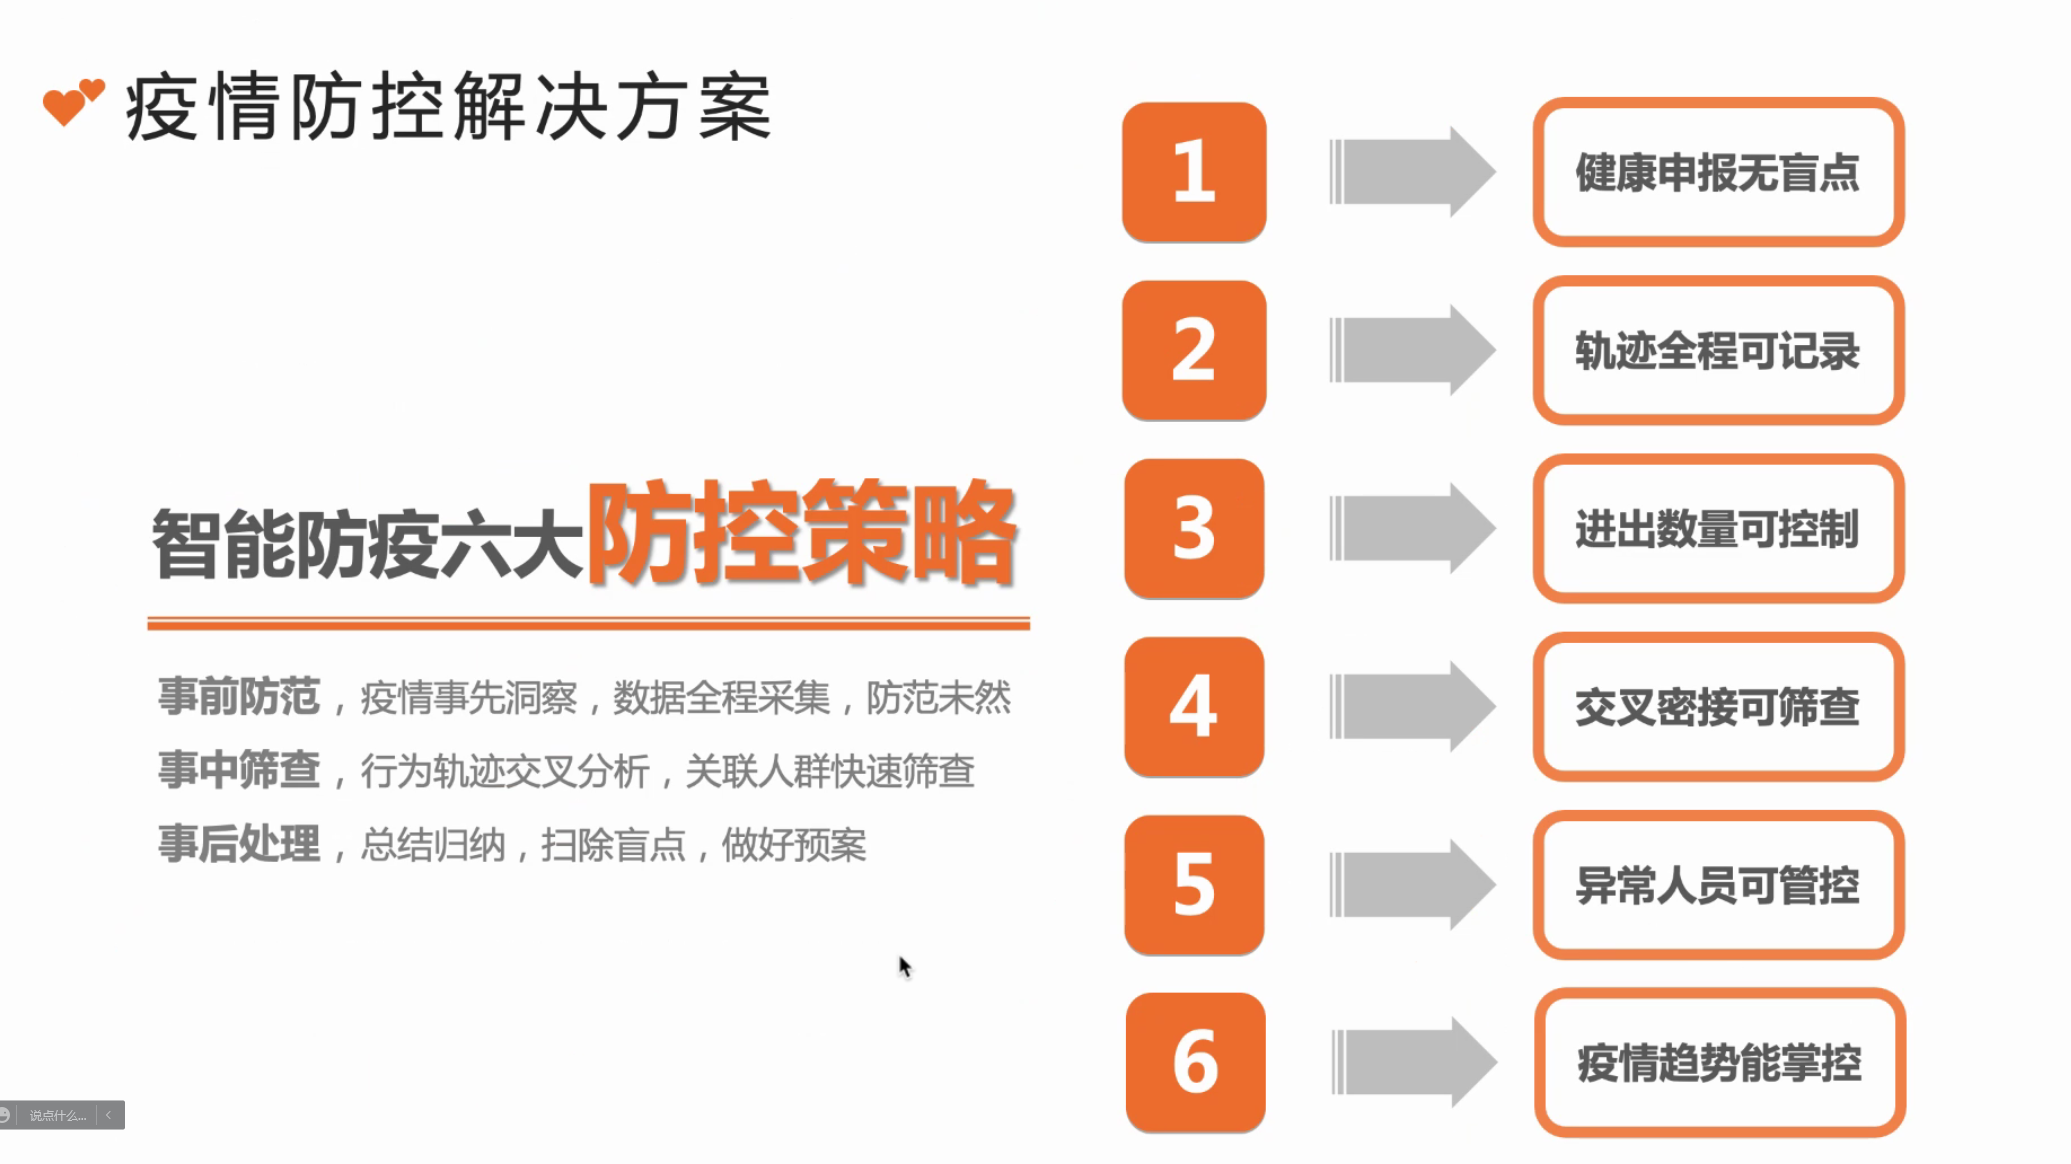 疫情防控解决方案
智能防疫六大防控策略
事前防范，疫情事先洞察，数据全程采集，防范未然
事中筛查，行为轨迹交叉分析，关联人群快速筛查
事后处理，总结归纳，扫除盲点，做好预案
1
健康申报无盲点
2
轨迹全程可记录
3
进出数量可控制
4
交叉密接可筛查
5
异常人员可管控
6
疫情趋势能掌控
说点什么...